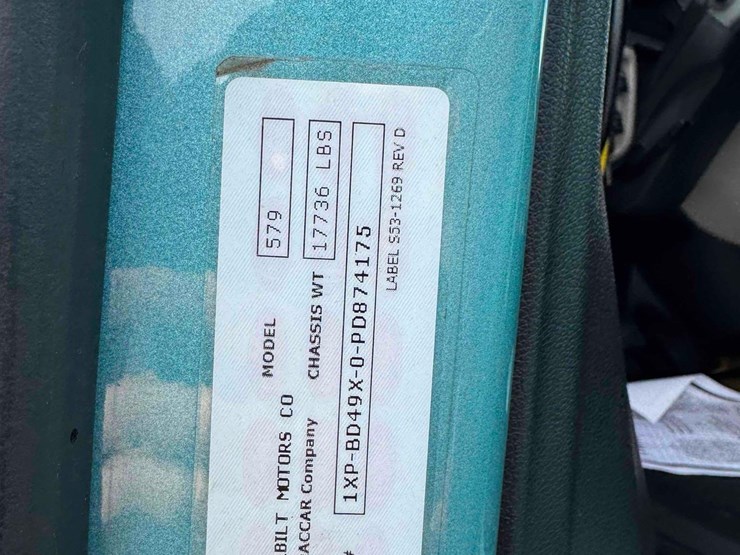 BILT MOTORS CO MODEL 579
ACCAR Company CHASSIS WT 17736 LBS
# 1XP-BD49X-0-PD874175
LABEL S53-1269 REV D